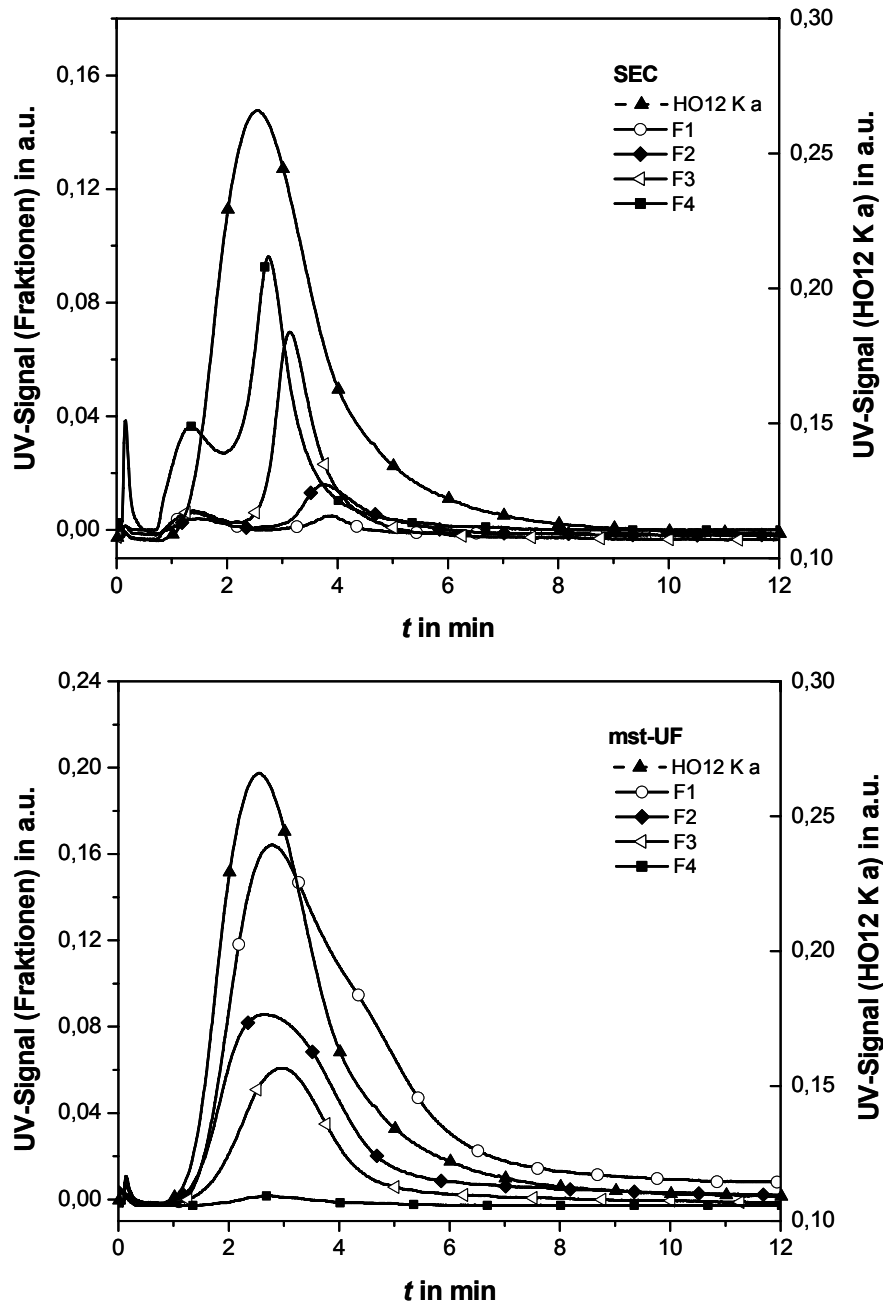 0,30
0,16
SEC
HO12 K a
F1
F2
F3
F4
0,25
0,12
0,08
0,20
0,04
0,15
0,00
0,10
0 2 4 6 8 10 12
t in min
UV-Signal (Fraktionen) in a.u.
UV-Signal (HO12 K a) in a.u.
0,24
0,30
mst-UF
HO12 K a
F1
F2
F3
F4
0,20
0,25
0,16
0,12
0,20
0,08
0,15
0,04
0,00
0,10
0 2 4 6 8 10 12
t in min
UV-Signal (Fraktionen) in a.u.
UV-Signal (HO12 K a) in a.u.